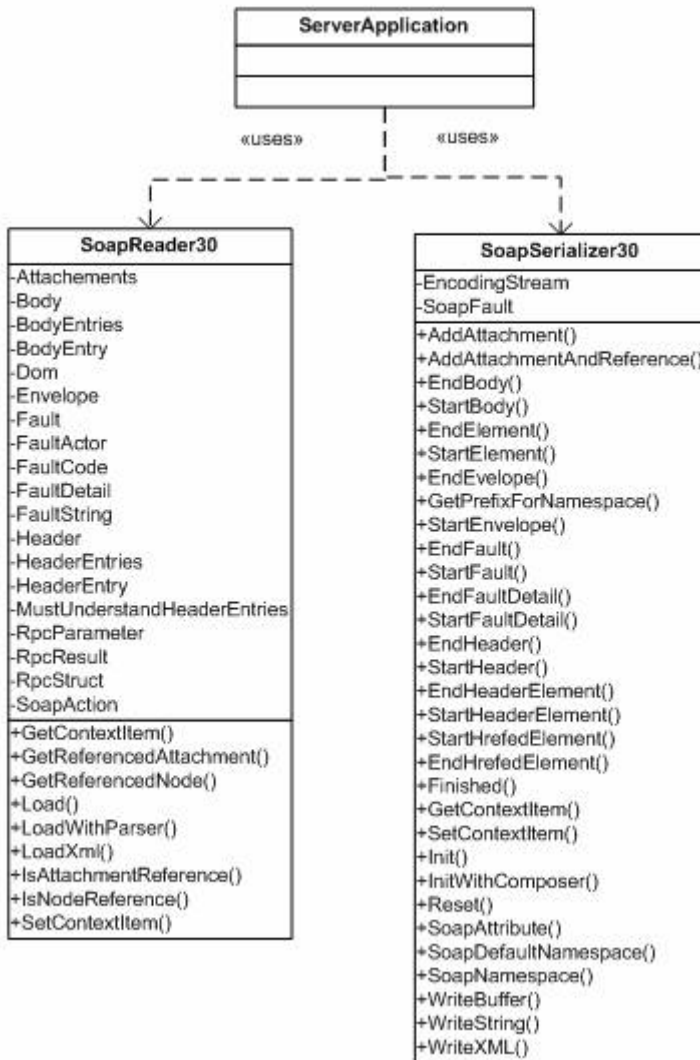 ServerApplication
«uses»
«uses»
SoapReader30
-Attachements
-Body
-BodyEntries
-BodyEntry
-Dom
-Envelope
-Fault
-FaultActor
-FaultCode
-FaultDetail
-FaultString
-Header
-HeaderEntries
-HeaderEntry
-MustUnderstandHeaderEntries
-RpcParameter
-RpcResult
-RpcStruct
-SoapAction
+GetContextItem()
+GetReferencedAttachment()
+GetReferencedNode()
+Load()
+LoadWithParser()
+LoadXml()
+IsAttachmentReference()
+IsNodeReference()
+SetContextItem()
SoapSerializer30
-EncodingStream
-SoapFault
+AddAttachment()
+AddAttachmentAndReference()
+EndBody()
+StartBody()
+EndElement()
+StartElement()
+EndEvelope()
+GetPrefixForNamespace()
+StartEnvelope()
+EndFault()
+StartFault()
+EndFaultDetail()
+StartFaultDetail()
+EndHeader()
+StartHeader()
+EndHeaderElement()
+StartHeaderElement()
+StartHrefedElement()
+EndHrefedElement()
+Finished()
+GetContextItem()
+SetContextItem()
+Init()
+InitWithComposer()
+Reset()
+SoapAttribute()
+SoapDefaultNamespace()
+SoapNamespace()
+WriteBuffer()
+WriteString()
+WriteXML()